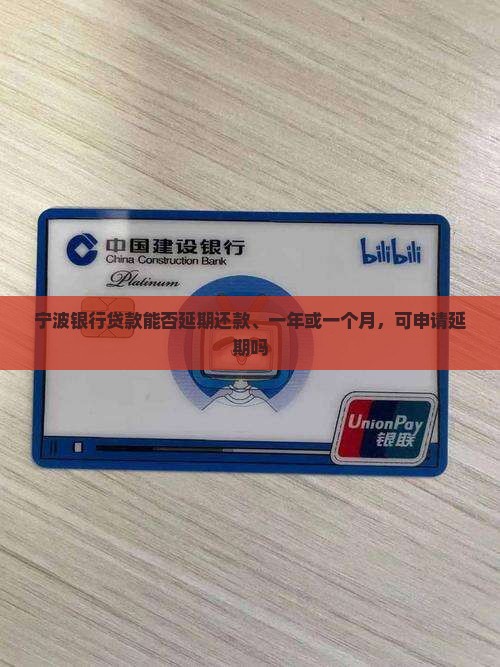 中国建设银行
China Construction Bank
bilibili
Platinum
宁波银行贷款能否延期还款、一年或一个月，可申请延
期吗
UnionPay
银联